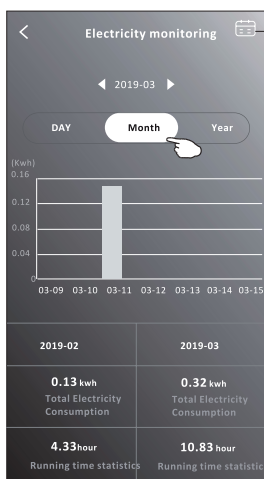 Electricity monitoring
2019-03
DAY Month Year
(Kwh)
0.16
0.12
0.08
0.04
0
03-09 03-10 03-11 03-12 03-13 03-14 03-15
2019-02 2019-03
0.13 kwh 0.32 kwh
Total Electricity Total Electricity
Consumption Consumption
4.33hour 10.83 hour
Running time statistics Running time statistic